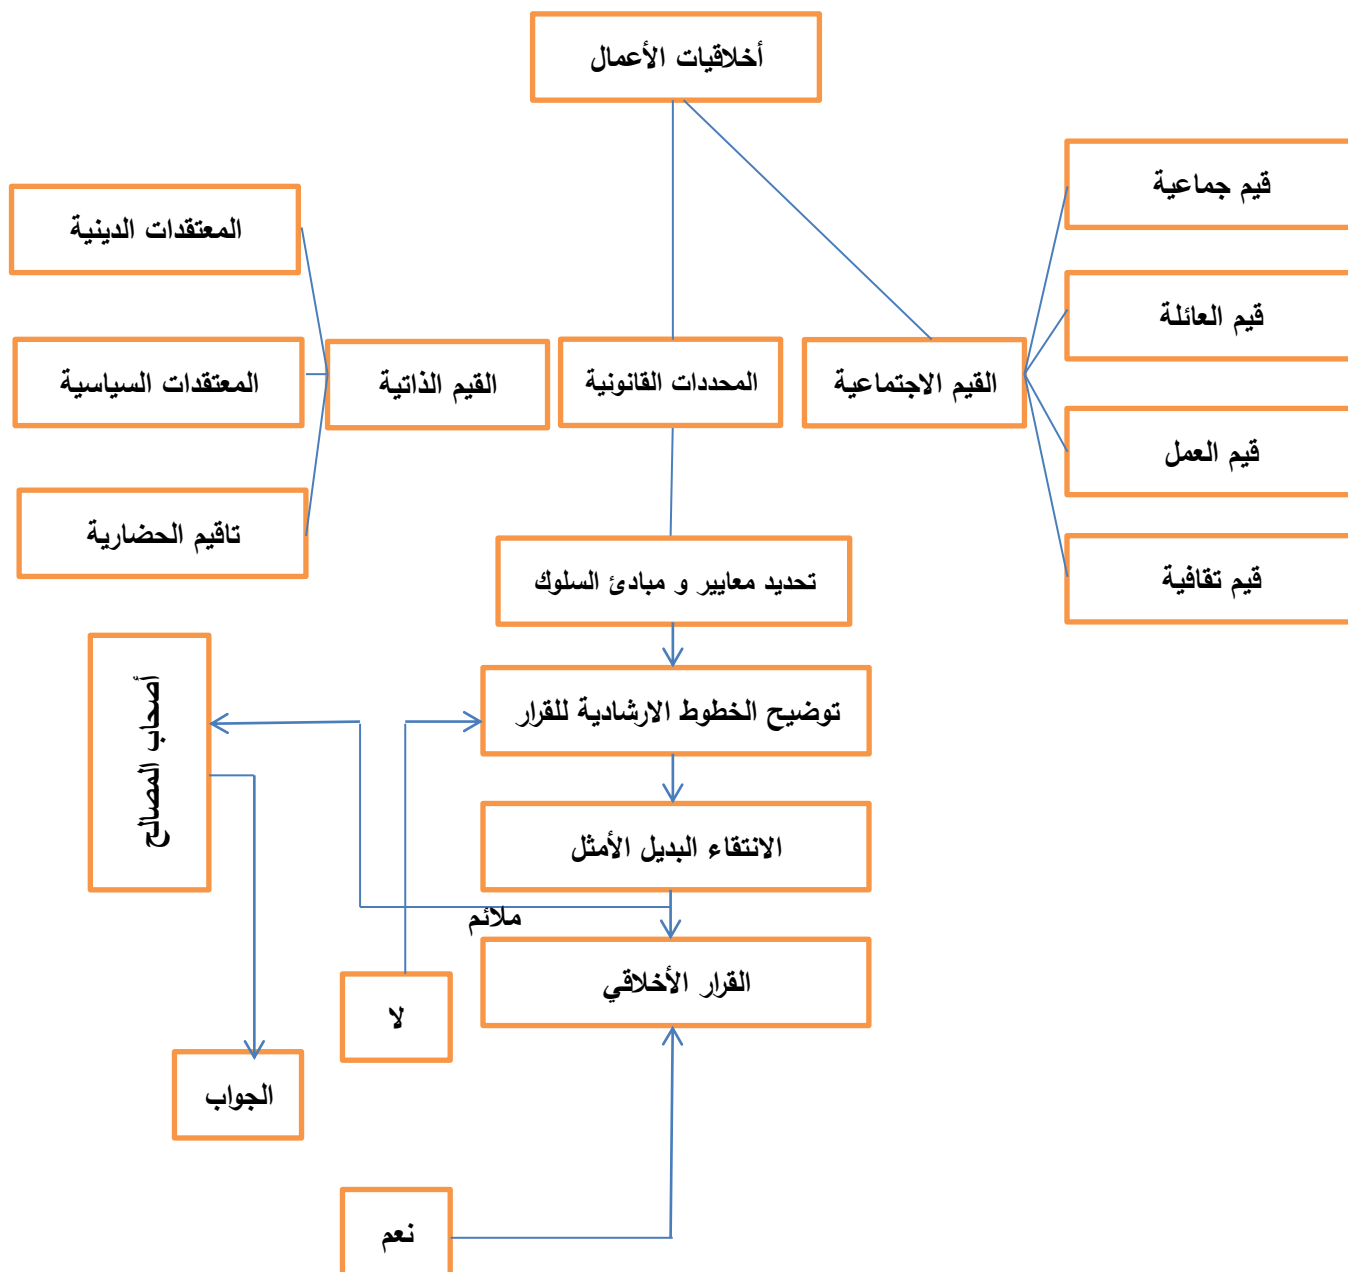 أخلاقيات الأعمال
قيم جماعية
المعتقدات الدينية
قيم العائلة
القيم الاجتماعية
المحددات القانونية
القيم الذاتية
المعتقدات السياسية
قيم العمل
تاقيم الحضارية
قيم تقافية
تحديد معايير و مبادئ السلوك
توضيح الخطوط الارشادية للقرار
أصحاب المصالح
الانتقاء البديل الأمثل
ملائم
القرار الأخلاقي
لا
الجواب
نعم